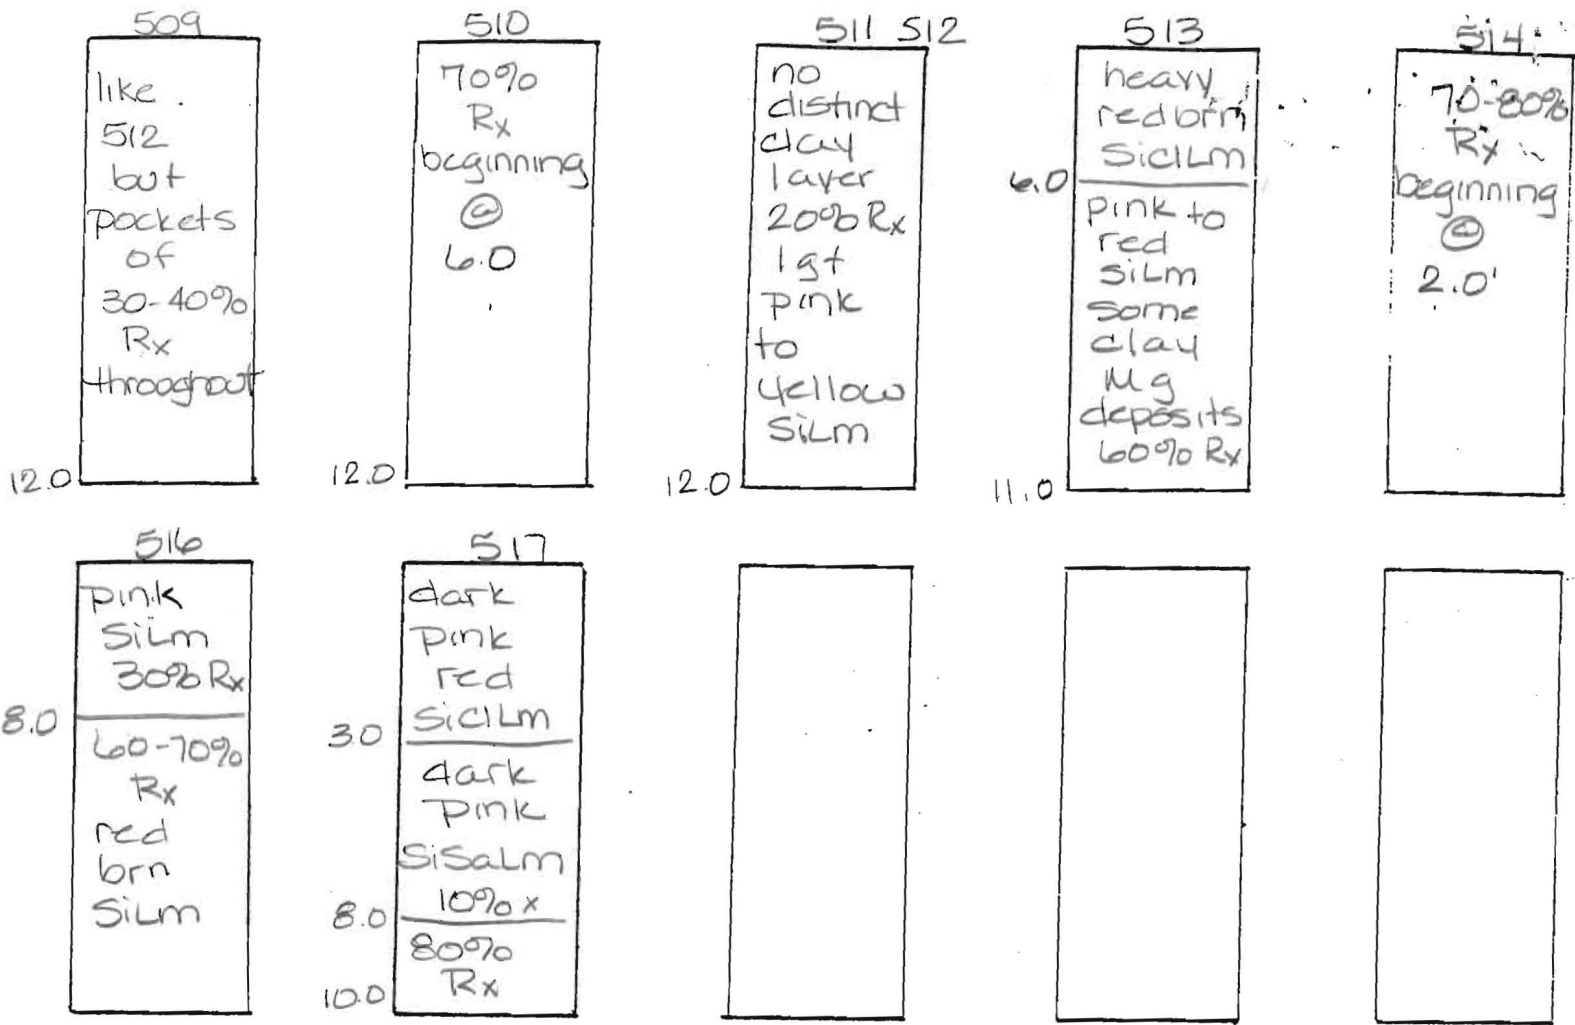 509
like
512
but
pockets
of
30-40%
Rx
throoghout
12.0
510
70%
Rx
beginning
@
6.0
12.0
511 512
no
distinct
clay
layer
20% Rx
lgt
pink
to
yellow
SiLm
12.0
513
heavy
redbrn
SiclLm
6.0
pink to
red
SiLm
some
clay
Mg
deposits
60% Rx
11.0
514
70-80%
Rx
beginning
@
2.0'
516
pink
SiLm
30% Rx
8.0
60-70%
Rx
red
brn
SiLm
517
dark
pink
red
SiclLm
3.0
dark
pink
SiSaLm
10% x
8.0
80%
Rx
10.0